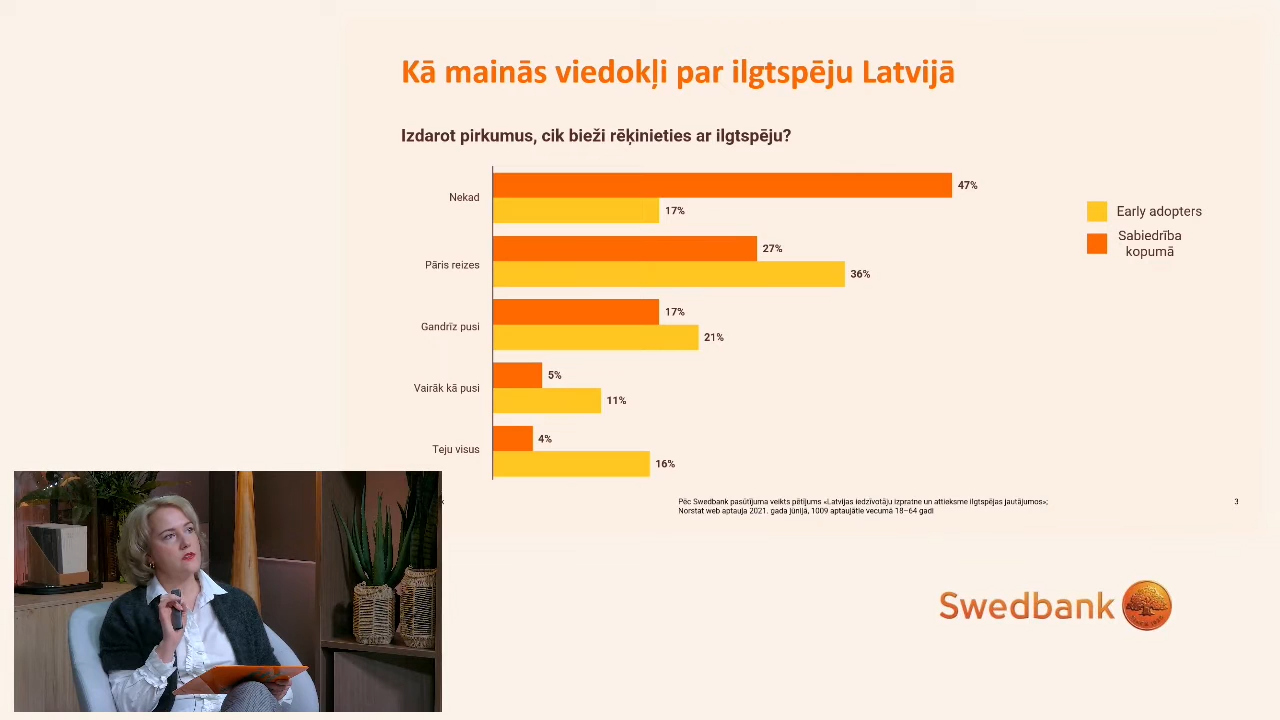 Kā mainās viedokļi par ilgtspēju Latvijā
Izdarot pirkumus, cik bieži rēķinieties ar ilgtspēju?
Nekad
47%
17%
Pāris reizes
27%
36%
Gandrīz pusi
17%
21%
Vairāk kā pusi
5%
11%
Teju visus
4%
16%
Early adopters
Sabiedrība
kopumā
Pēc Swedbank pasūtījuma veikts pētījums «Latvijas iedzīvotāju izpratne un attieksme ilgtspējas jautājumos»;
Norstat web aptauja 2021. gada jūnijā, 1009 aptaujātie vecumā 18–64 gadi
3
Swedbank